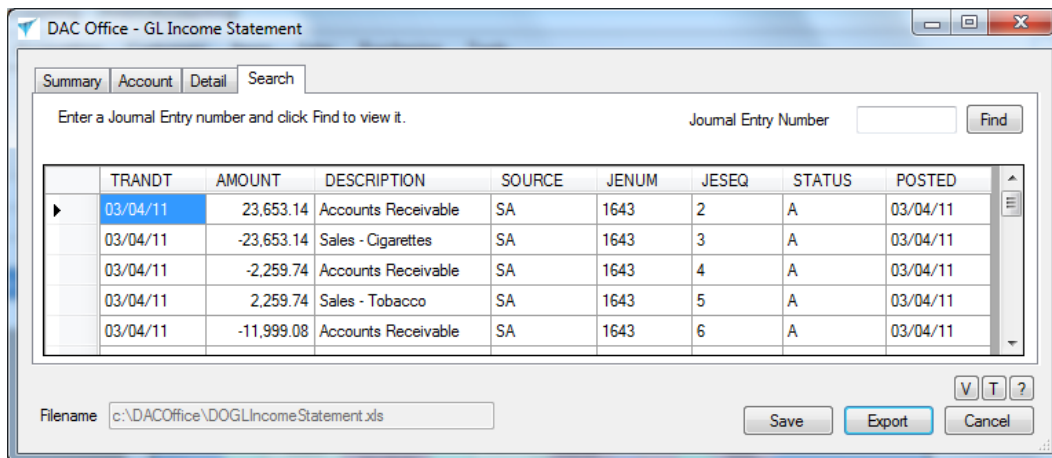 DAC Office - GL Income Statement
Summary Account Detail Search
Enter a Journal Entry number and click Find to view it. Journal Entry Number Find
TRANDT AMOUNT DESCRIPTION SOURCE JENUM JESEQ STATUS POSTED
03/04/11 23,653.14 Accounts Receivable SA 1643 2 A 03/04/11
03/04/11 -23,653.14 Sales - Cigarettes SA 1643 3 A 03/04/11
03/04/11 -2,259.74 Accounts Receivable SA 1643 4 A 03/04/11
03/04/11 2,259.74 Sales - Tobacco SA 1643 5 A 03/04/11
03/04/11 -11,999.08 Accounts Receivable SA 1643 6 A 03/04/11
V T ?
Filename c:\DACOffice\DOGLIncomeStatement.xls Save Export Cancel